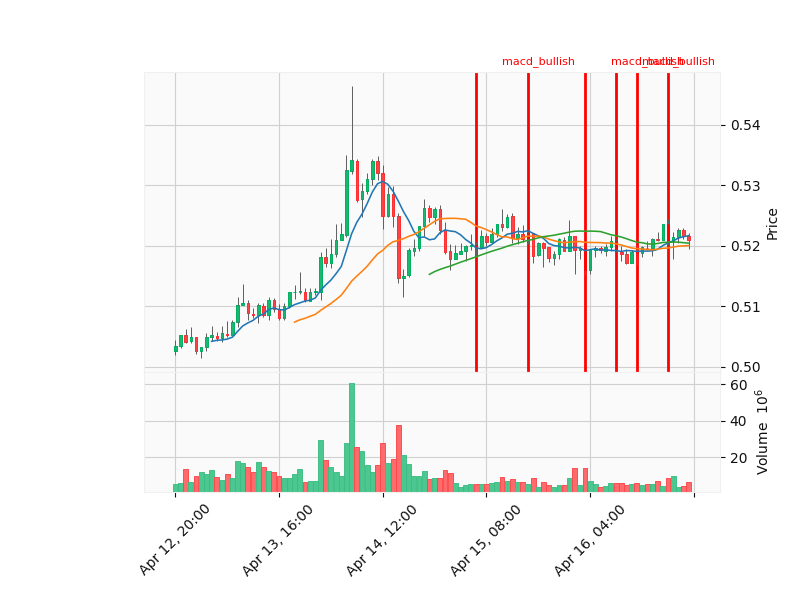 macd_bullish macd_bullish macd_bullish
0.54
0.53
0.52
0.51
0.50
Price
60
40
20
Volume 10^6
Apr 12, 20:00
Apr 13, 16:00
Apr 14, 12:00
Apr 15, 08:00
Apr 16, 04:00